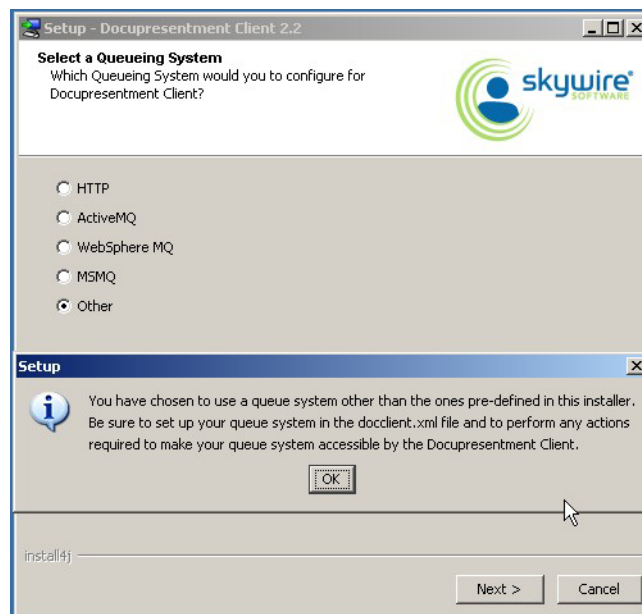 Setup - Docupresentment Client 2.2
Select a Queueing System
Which Queueing System would you to configure for
Docupresentment Client?
skywire
SOFTWARE
HTTP
ActiveMQ
WebSphere MQ
MSMQ
Other
Setup
You have chosen to use a queue system other than the ones pre-defined in this installer.
Be sure to set up your queue system in the docclient.xml file and to perform any actions
required to make your queue system accessible by the Docupresentment Client.
OK
install4j
Next >
Cancel